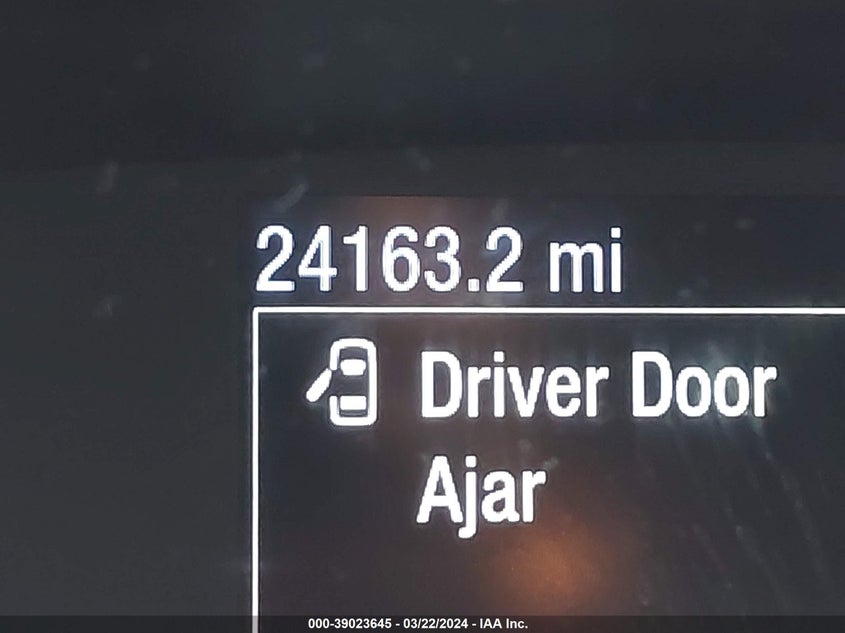 24163.2 mi
Driver Door
Ajar
000-39023645 - 03/22/2024 - IAA Inc.